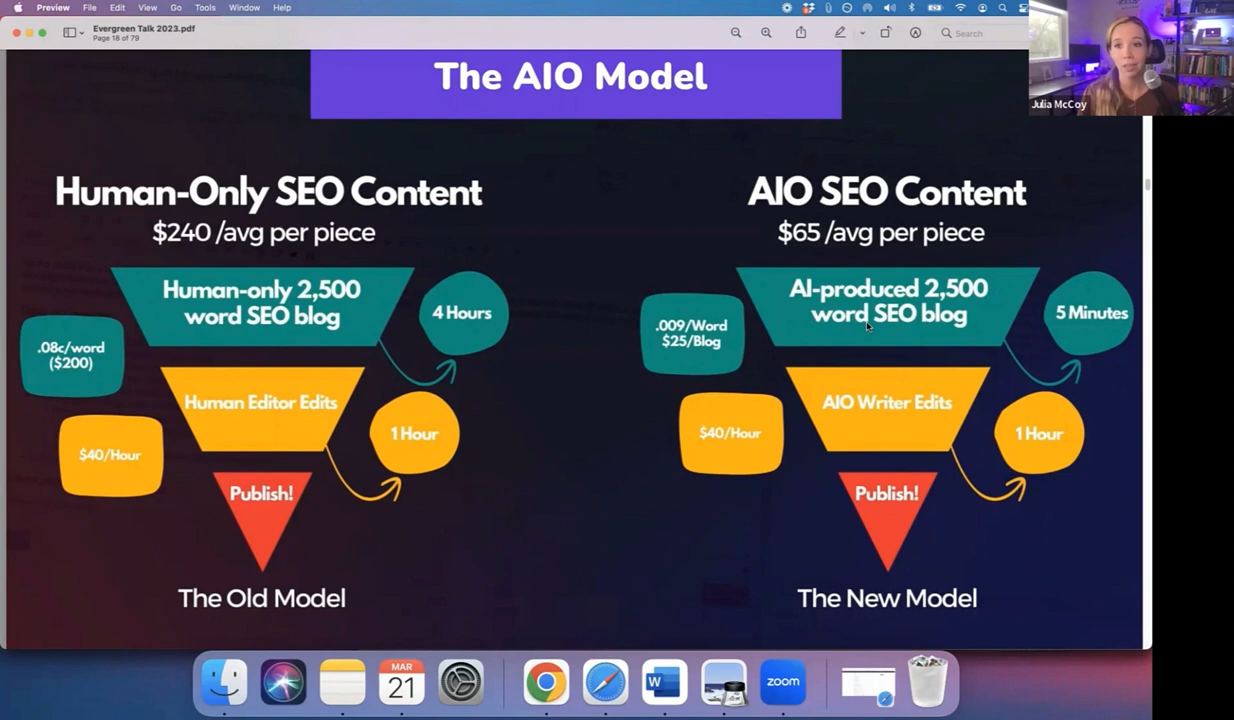 Preview File Edit View Go Tools Window Help
Evergreen Talk 2023.pdf
Page 18 of 79
Search
Julia McCoy
The AIO Model
Human-Only SEO Content
$240 /avg per piece
Human-only 2,500
word SEO blog
4 Hours
.08c/word
($200)
Human Editor Edits
1 Hour
$40/Hour
Publish!
The Old Model
AIO SEO Content
$65 /avg per piece
AI-produced 2,500
word SEO blog
5 Minutes
.009/Word
$25/Blog
AIO Writer Edits
1 Hour
$40/Hour
Publish!
The New Model
MAR
21
W
zoom